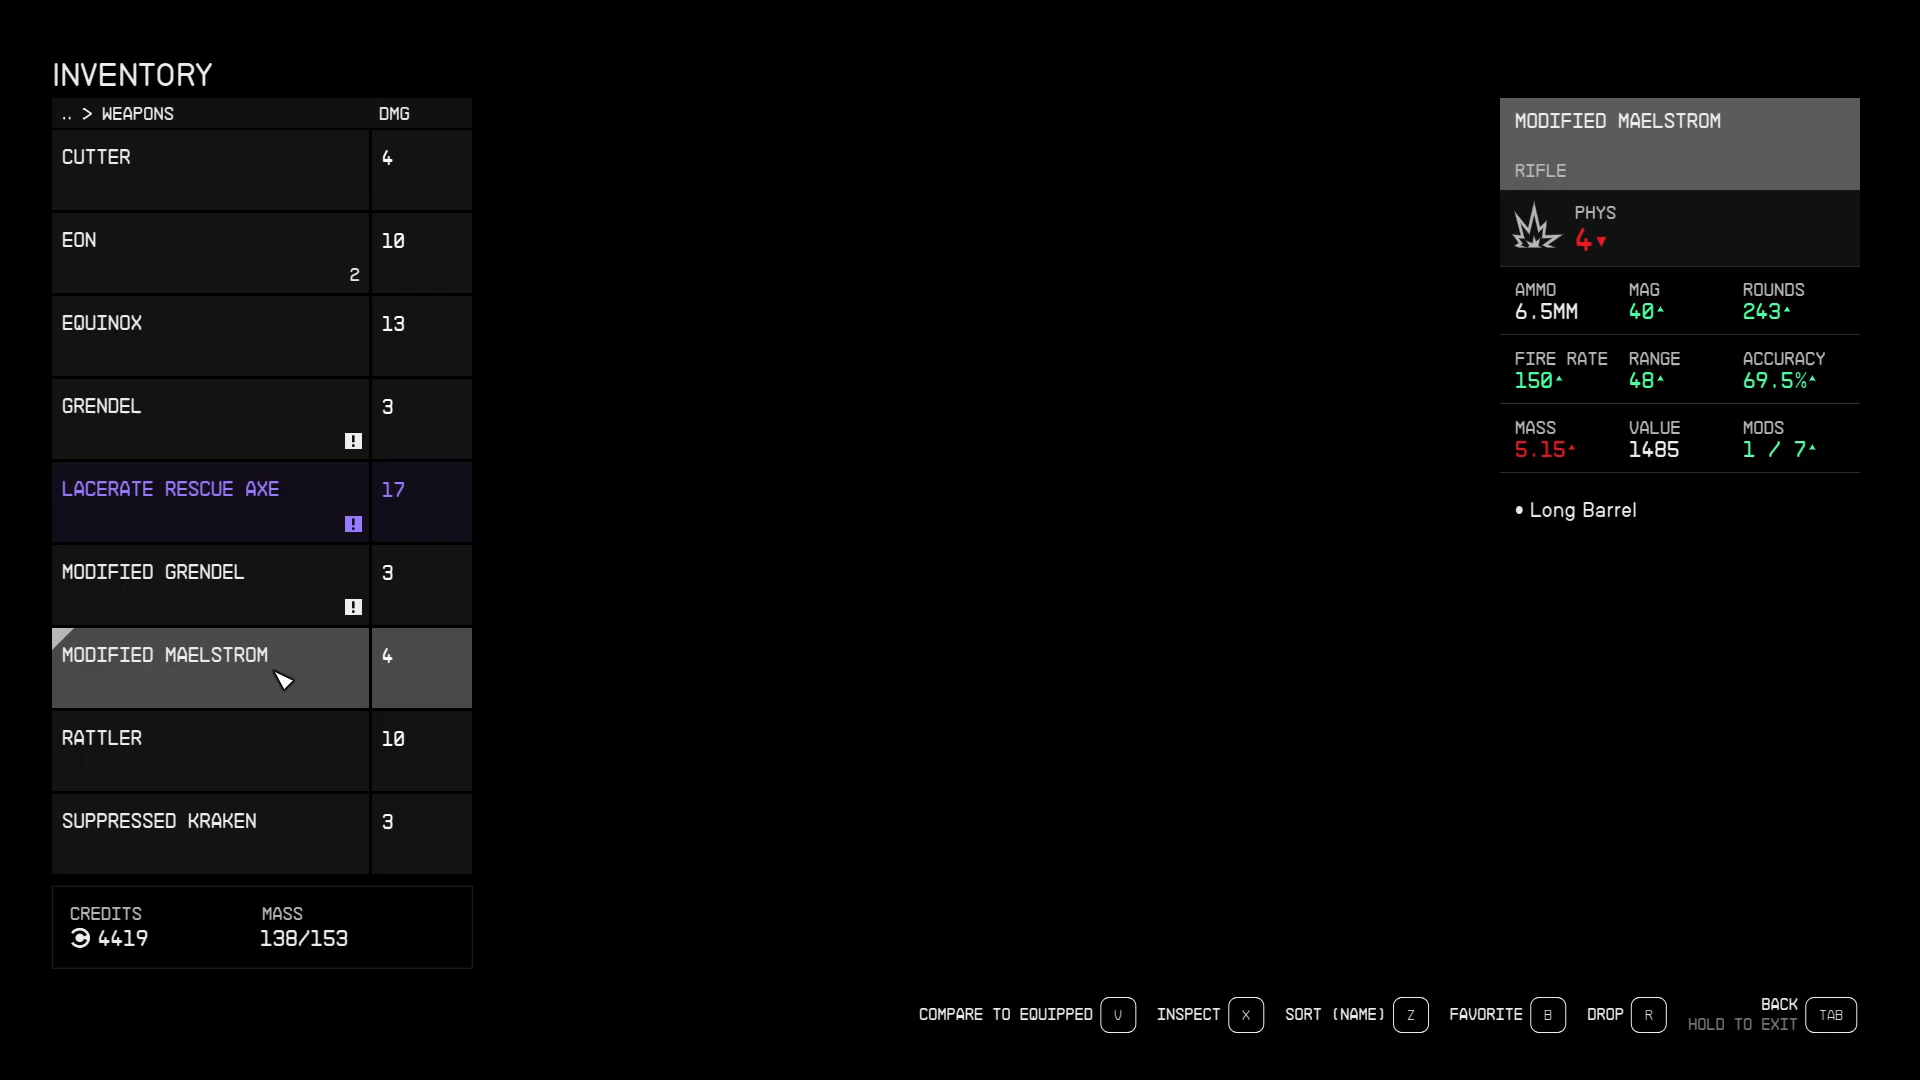 INVENTORY
.. > WEAPONS DMG
CUTTER 4
EON 10
2
EQUINOX 13
GRENDEL 3
!
LACERATE RESCUE AXE 17
!
MODIFIED GRENDEL 3
!
MODIFIED MAELSTROM 4
RATTLER 10
SUPPRESSED KRAKEN 3
CREDITS MASS
4419 138/153
MODIFIED MAELSTROM
RIFLE
PHYS
4
AMMO MAG ROUNDS
6.5MM 40 243
FIRE RATE RANGE ACCURACY
150 48 69.5%
MASS VALUE MODS
5.15 1485 1 / 7
• Long Barrel
COMPARE TO EQUIPPED V INSPECT X SORT (NAME) Z FAVORITE B DROP R BACK TAB
HOLD TO EXIT